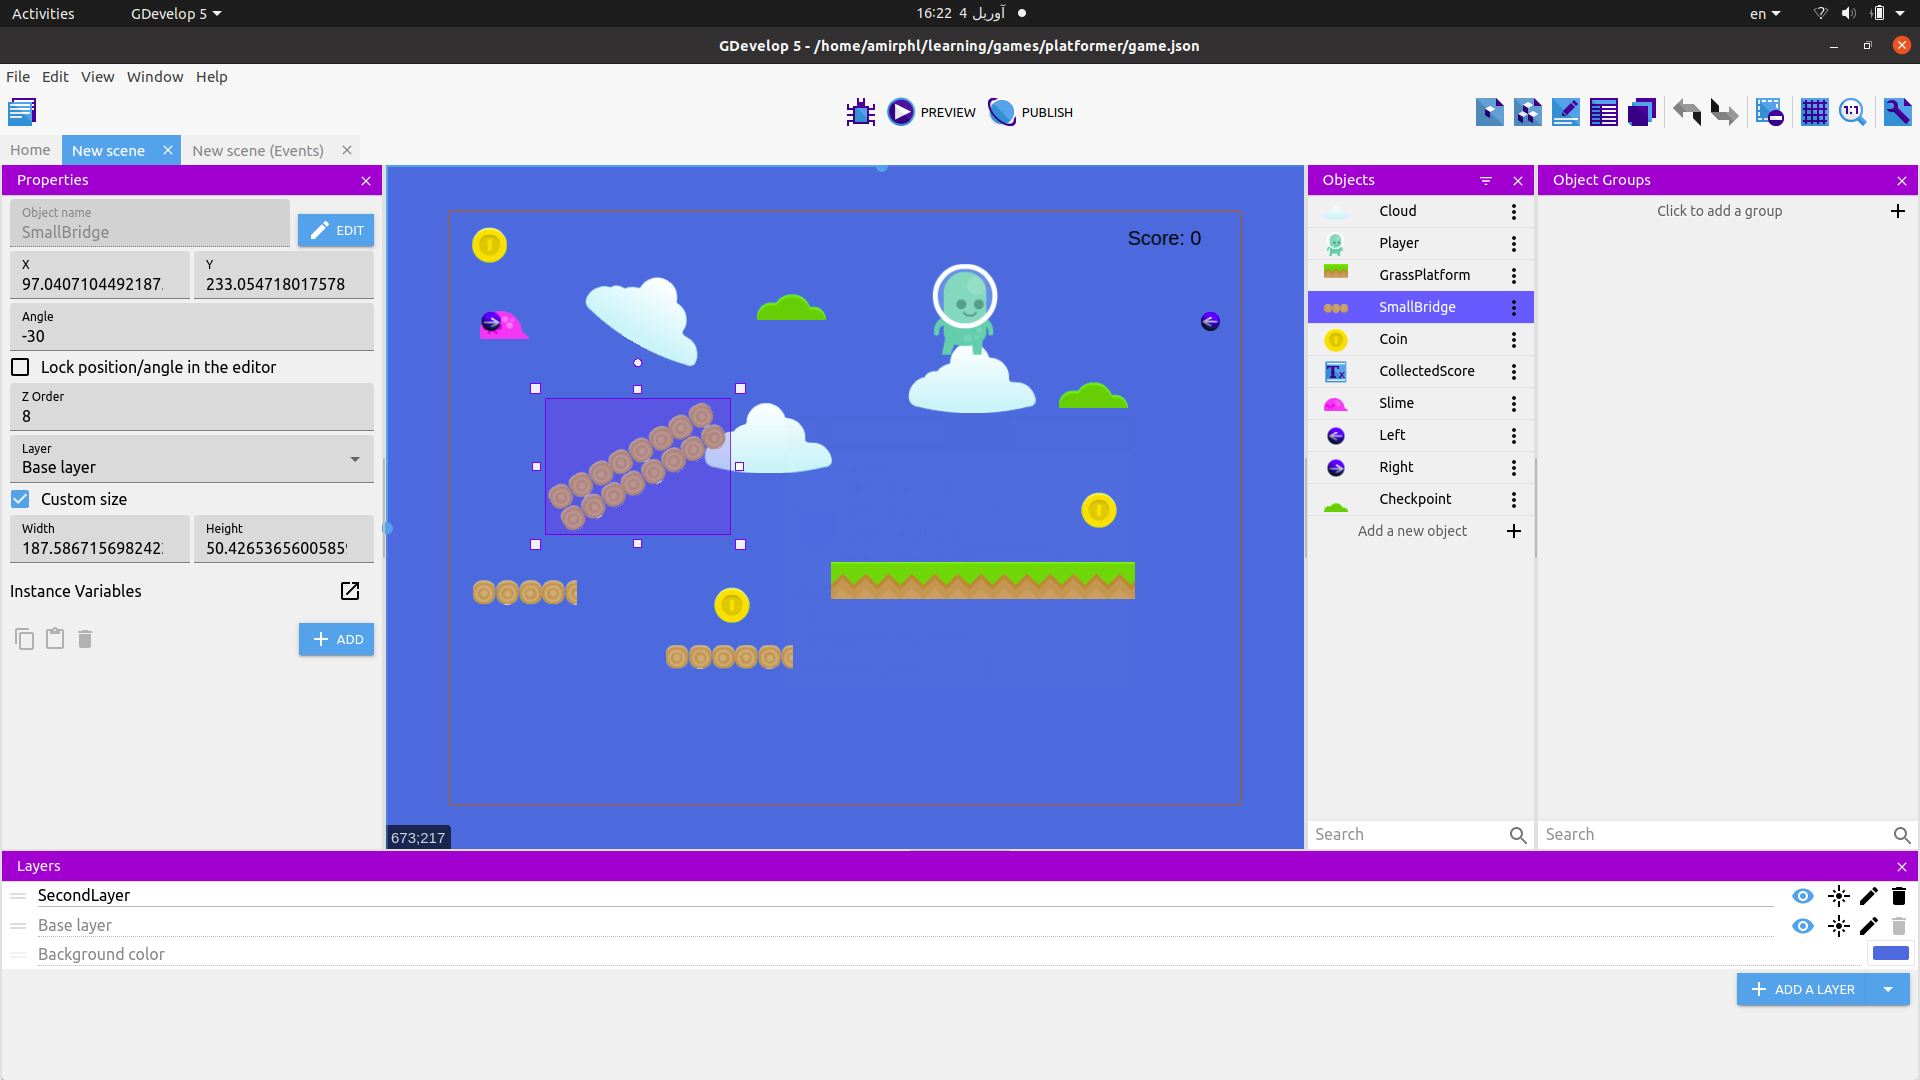 Activities
GDevelop 5
16:22 4 آوریل
en
GDevelop 5 - /home/amirphl/learning/games/platformer/game.json
File Edit View Window Help
PREVIEW
PUBLISH
1:1
Home
New scene
New scene (Events)
Properties
Object name
SmallBridge
EDIT
X
97.0407104492187
Y
233.054718017578
Angle
-30
Lock position/angle in the editor
Z Order
8
Layer
Base layer
Custom size
Width
187.586715698242
Height
50.4265365600585
Instance Variables
ADD
Score: 0
673;217
Objects
Cloud
Player
GrassPlatform
SmallBridge
Coin
Tx
CollectedScore
Slime
Left
Right
Checkpoint
Add a new object
Search
Object Groups
Click to add a group
Search
Layers
SecondLayer
Base layer
Background color
ADD A LAYER